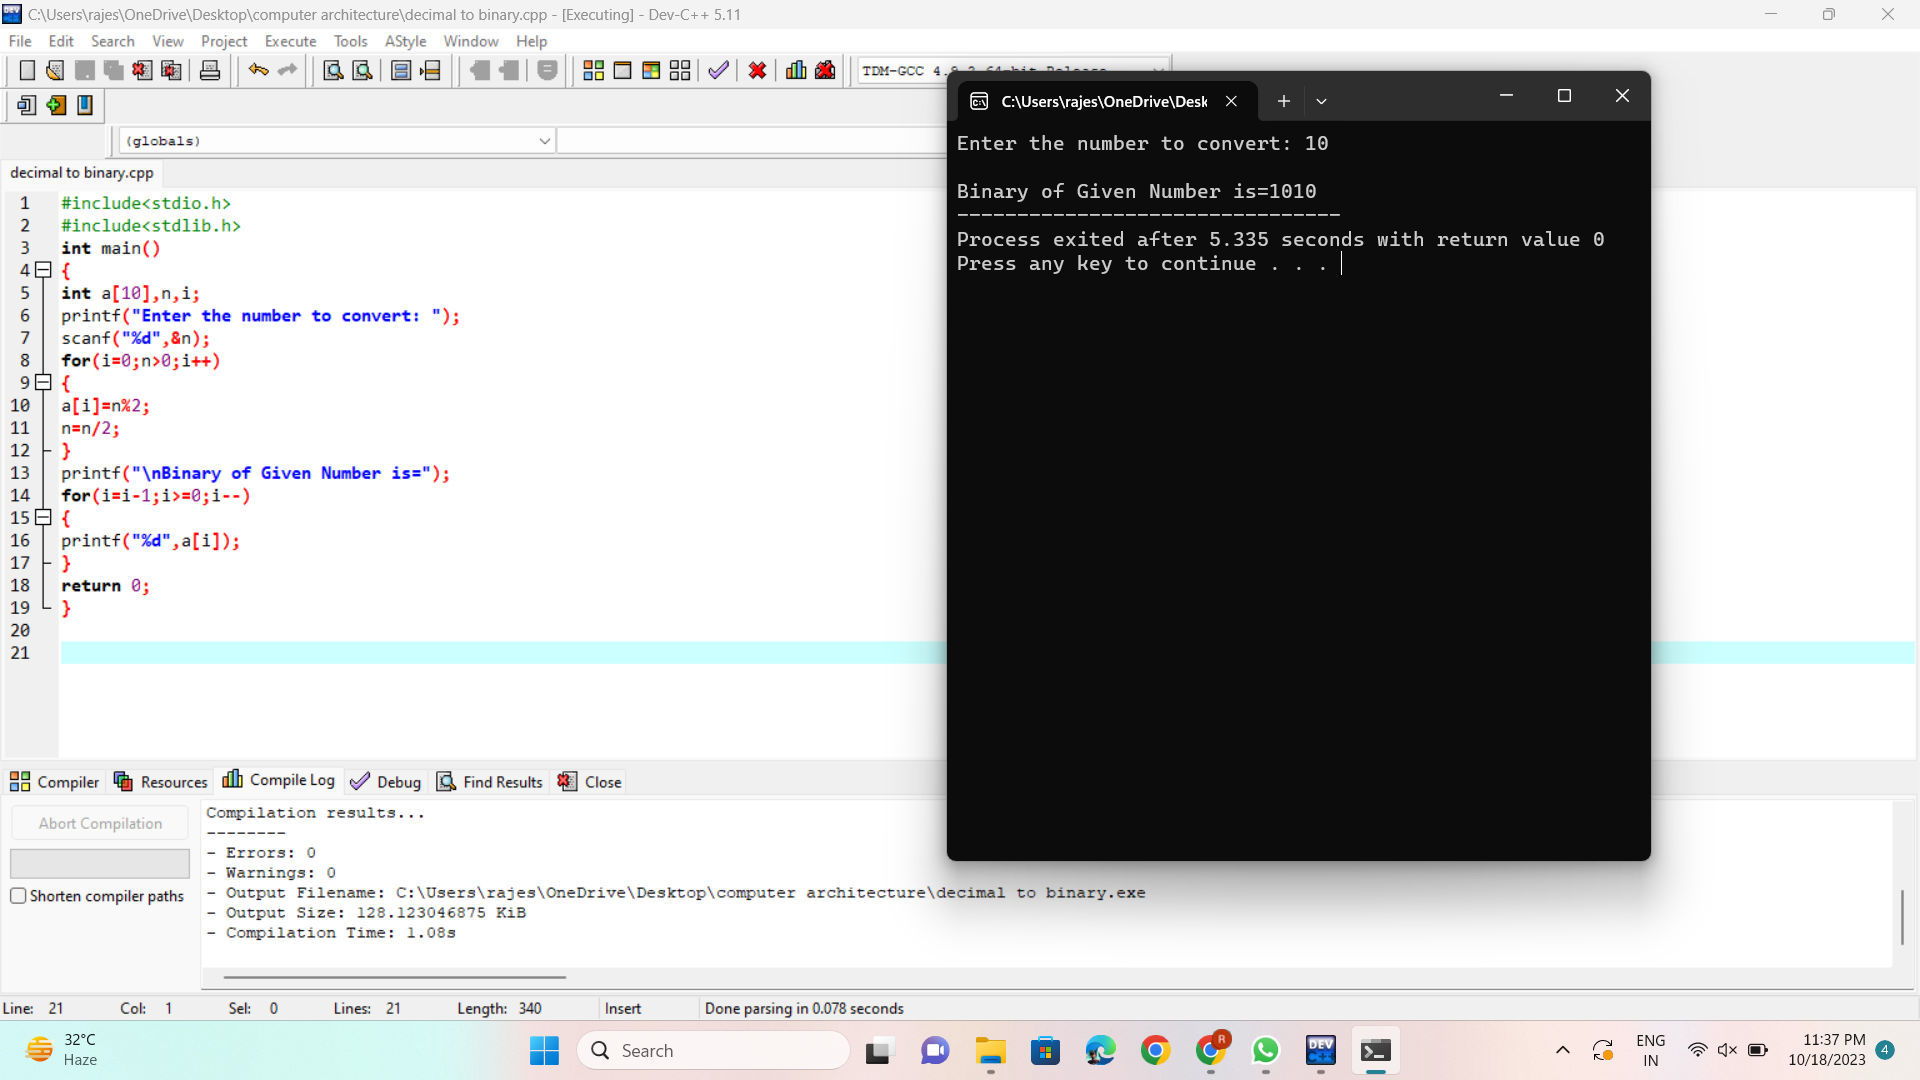 C:\Users\rajes\OneDrive\Desktop\computer architecture\decimal to binary.cpp - [Executing] - Dev-C++ 5.11
File Edit Search View Project Execute Tools AStyle Window Help
TDM-GCC 4.9.2 64-bit Release
(globals)
decimal to binary.cpp
1 #include<stdio.h>
2 #include<stdlib.h>
3 int main()
4 {
5 int a[10],n,i;
6 printf("Enter the number to convert: ");
7 scanf("%d",&n);
8 for(i=0;n>0;i++)
9 {
10 a[i]=n%2;
11 n=n/2;
12 }
13 printf("\nBinary of Given Number is=");
14 for(i=i-1;i>=0;i--)
15 {
16 printf("%d",a[i]);
17 }
18 return 0;
19 }
20
21
C:\Users\rajes\OneDrive\Desk
Enter the number to convert: 10
Binary of Given Number is=1010
--------------------------------
Process exited after 5.335 seconds with return value 0
Press any key to continue . . .
Compiler Resources Compile Log Debug Find Results Close
Abort Compilation
Shorten compiler paths
Compilation results...
--------
- Errors: 0
- Warnings: 0
- Output Filename: C:\Users\rajes\OneDrive\Desktop\computer architecture\decimal to binary.exe
- Output Size: 128.123046875 KiB
- Compilation Time: 1.08s
Line: 21 Col: 1 Sel: 0 Lines: 21 Length: 340 Insert Done parsing in 0.078 seconds
32°C
Haze
Search
DEV
R
ENG
IN
11:37 PM
10/18/2023
4